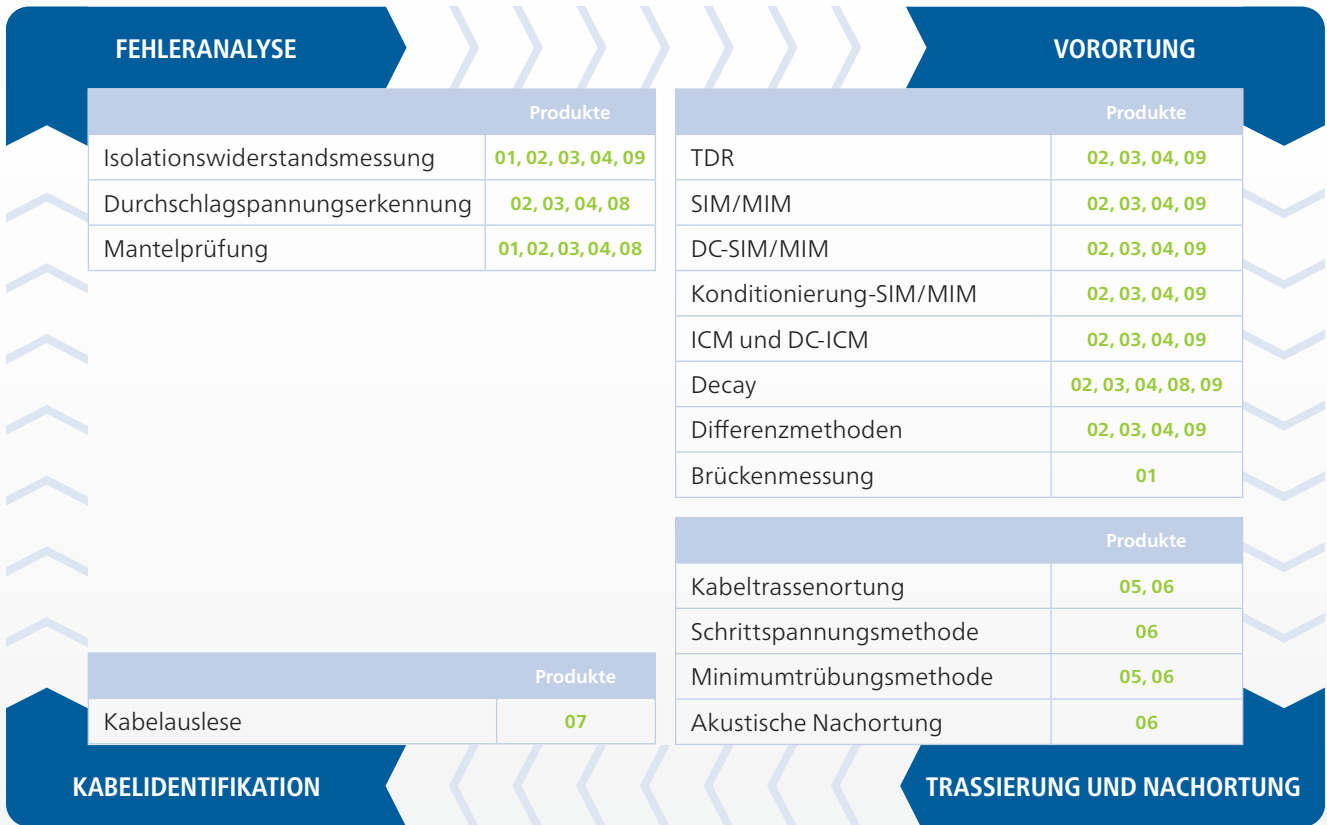 FEHLERANALYSE
Produkte
Isolationswiderstandsmessung 01, 02, 03, 04, 09
Durchschlagspannungserkennung 02, 03, 04, 08
Mantelprüfung 01, 02, 03, 04, 08
VORORTUNG
Produkte
TDR 02, 03, 04, 09
SIM/MIM 02, 03, 04, 09
DC-SIM/MIM 02, 03, 04, 09
Konditionierung-SIM/MIM 02, 03, 04, 09
ICM und DC-ICM 02, 03, 04, 09
Decay 02, 03, 04, 08, 09
Differenzmethoden 02, 03, 04, 09
Brückenmessung 01
Produkte
Kabeltrassenortung 05, 06
Schrittspannungsmethode 06
Minimumtrübungsmethode 05, 06
Akustische Nachortung 06
TRASSIERUNG UND NACHORTUNG
Produkte
Kabelauslese 07
KABELIDENTIFIKATION